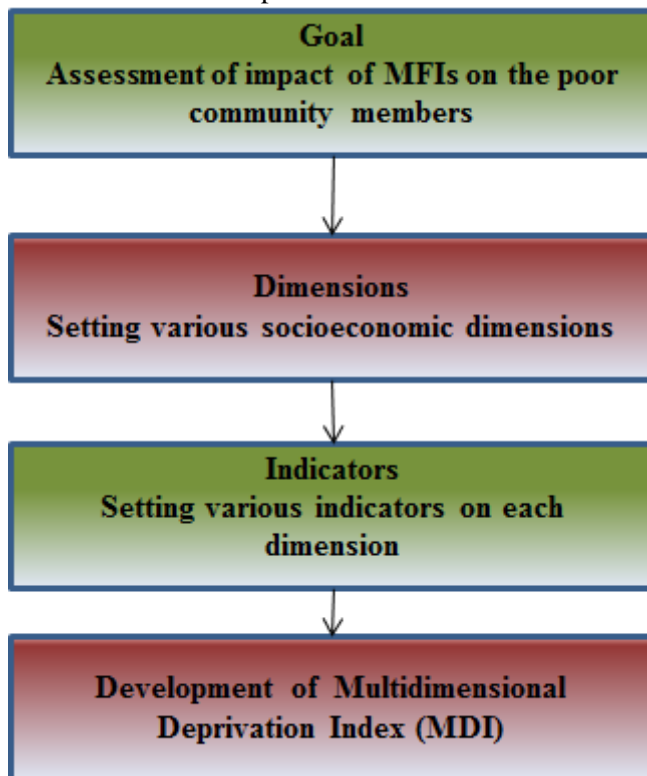 Goal
Assessment of impact of MFIs on the poor
community members
Dimensions
Setting various socioeconomic dimensions
Indicators
Setting various indicators on each
dimension
Development of Multidimensional
Deprivation Index (MDI)